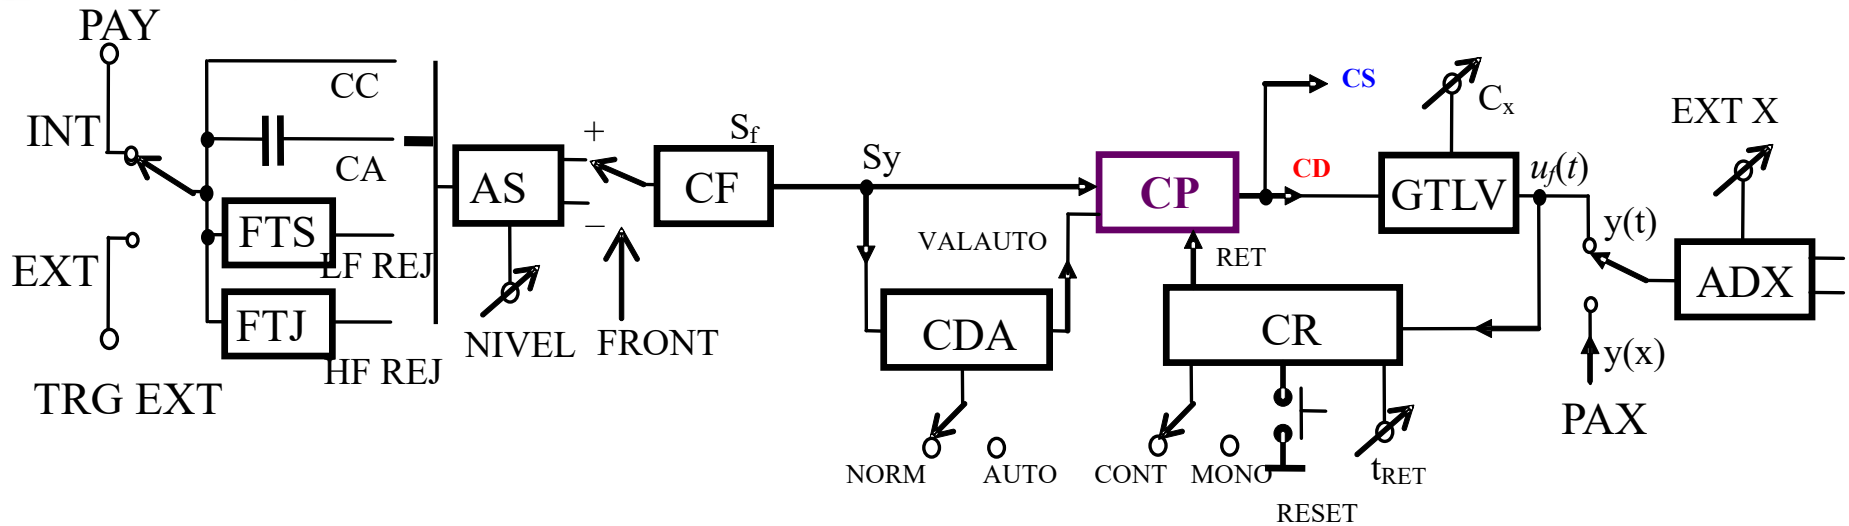 PAY
CC
INT
CA
EXT
FTS
LF REJ
FTJ
HF REJ
TRG EXT
AS
NIVEL
+
−
FRONT
CF
Sf
Sy
VALAUTO
CDA
NORM
AUTO
CP
RET
CS
CD
CR
CONT
MONO
RESET
tRET
GTLV
Cx
uf(t)
y(t)
y(x)
PAX
EXT X
ADX